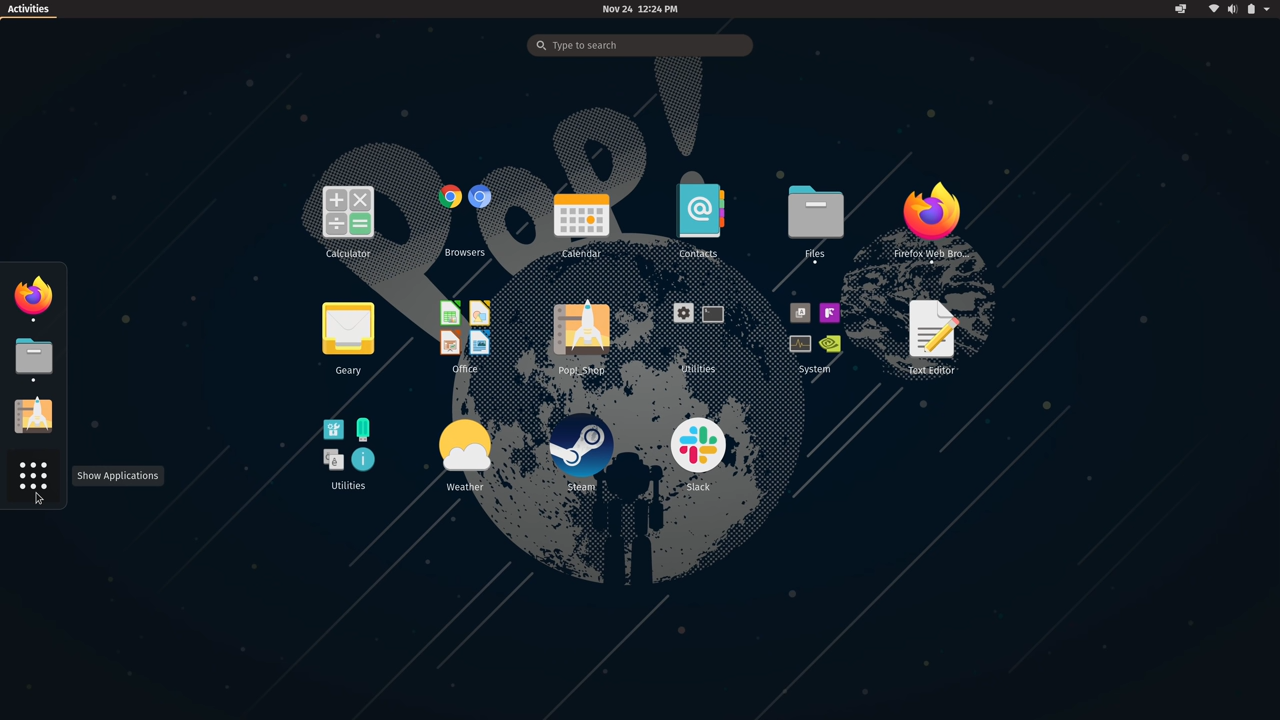 Activities
Nov 24 12:24 PM
Type to search
Pop!
Calculator
Browsers
Calendar
Contacts
Files
Firefox Web Bro...
Geary
Office
Pop!_Shop
Utilities
System
Text Editor
Show Applications
Utilities
Weather
Steam
Slack